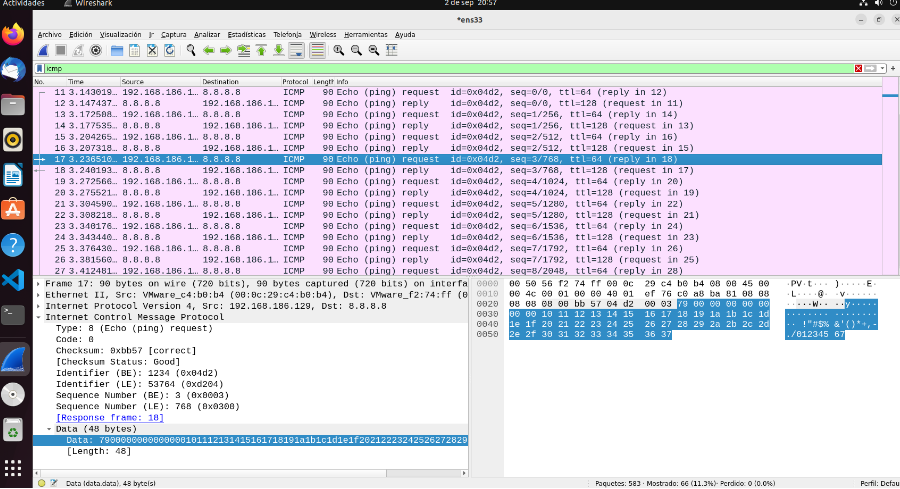 Actividades Wireshark 2 de sep 20:57
*ens33
Archivo Edición Visualización Ir Captura Analizar Estadísticas Telefonía Wireless Herramientas Ayuda
icmp
No. Time Source Destination Protocol Length Info
11 3.143019… 192.168.186.1… 8.8.8.8 ICMP 90 Echo (ping) request id=0x04d2, seq=0/0, ttl=64 (reply in 12)
12 3.147437… 8.8.8.8 192.168.186.1… ICMP 90 Echo (ping) reply id=0x04d2, seq=0/0, ttl=128 (request in 11)
13 3.172508… 192.168.186.1… 8.8.8.8 ICMP 90 Echo (ping) request id=0x04d2, seq=1/256, ttl=64 (reply in 14)
14 3.177535… 8.8.8.8 192.168.186.1… ICMP 90 Echo (ping) reply id=0x04d2, seq=1/256, ttl=128 (request in 13)
15 3.204265… 192.168.186.1… 8.8.8.8 ICMP 90 Echo (ping) request id=0x04d2, seq=2/512, ttl=64 (reply in 16)
16 3.207318… 8.8.8.8 192.168.186.1… ICMP 90 Echo (ping) reply id=0x04d2, seq=2/512, ttl=128 (request in 15)
17 3.236510… 192.168.186.1… 8.8.8.8 ICMP 90 Echo (ping) request id=0x04d2, seq=3/768, ttl=64 (reply in 18)
18 3.240193… 8.8.8.8 192.168.186.1… ICMP 90 Echo (ping) reply id=0x04d2, seq=3/768, ttl=128 (request in 17)
19 3.272566… 192.168.186.1… 8.8.8.8 ICMP 90 Echo (ping) request id=0x04d2, seq=4/1024, ttl=64 (reply in 20)
20 3.275521… 8.8.8.8 192.168.186.1… ICMP 90 Echo (ping) reply id=0x04d2, seq=4/1024, ttl=128 (request in 19)
21 3.304590… 192.168.186.1… 8.8.8.8 ICMP 90 Echo (ping) request id=0x04d2, seq=5/1280, ttl=64 (reply in 22)
22 3.308218… 8.8.8.8 192.168.186.1… ICMP 90 Echo (ping) reply id=0x04d2, seq=5/1280, ttl=128 (request in 21)
23 3.340176… 192.168.186.1… 8.8.8.8 ICMP 90 Echo (ping) request id=0x04d2, seq=6/1536, ttl=64 (reply in 24)
24 3.343440… 8.8.8.8 192.168.186.1… ICMP 90 Echo (ping) reply id=0x04d2, seq=6/1536, ttl=128 (request in 23)
25 3.376430… 192.168.186.1… 8.8.8.8 ICMP 90 Echo (ping) request id=0x04d2, seq=7/1792, ttl=64 (reply in 26)
26 3.381560… 8.8.8.8 192.168.186.1… ICMP 90 Echo (ping) reply id=0x04d2, seq=7/1792, ttl=128 (request in 25)
27 3.412481… 192.168.186.1… 8.8.8.8 ICMP 90 Echo (ping) request id=0x04d2, seq=8/2048, ttl=64 (reply in 28)
Frame 17: 90 bytes on wire (720 bits), 90 bytes captured (720 bits) on interfa
Ethernet II, Src: VMware_c4:b0:b4 (00:0c:29:c4:b0:b4), Dst: VMware_f2:74:ff (0
Internet Protocol Version 4, Src: 192.168.186.129, Dst: 8.8.8.8
Internet Control Message Protocol
Type: 8 (Echo (ping) request)
Code: 0
Checksum: 0xbb57 [correct]
[Checksum Status: Good]
Identifier (BE): 1234 (0x04d2)
Identifier (LE): 53764 (0xd204)
Sequence Number (BE): 3 (0x0003)
Sequence Number (LE): 768 (0x0300)
[Response frame: 18]
Data (48 bytes)
Data: 79000000000000001011121314151617​18191a1b1c1d1e1f20212223242526272829
[Length: 48]
0000 00 50 56 f2 74 ff 00 0c 29 c4 b0 b4 08 00 45 00 ·PV·t··· )·····E·
0010 00 4c 00 01 00 00 40 01 ef 76 c0 a8 ba 81 08 08 ·L····@· ·v······
0020 08 08 08 00 bb 57 04 d2 00 03 79 00 00 00 00 00 ·····W·· ··y·····
0030 00 00 10 11 12 13 14 15 16 17 18 19 1a 1b 1c 1d ········ ········
0040 1e 1f 20 21 22 23 24 25 26 27 28 29 2a 2b 2c 2d ·· !"#$% &'()*+,-
0050 2e 2f 30 31 32 33 34 35 36 37 ./012345 67
Data (data.data), 48 byte(s) Paquetes: 583 · Mostrado: 66 (11.3%)· Perdido: 0 (0.0%) Perfil: Defau